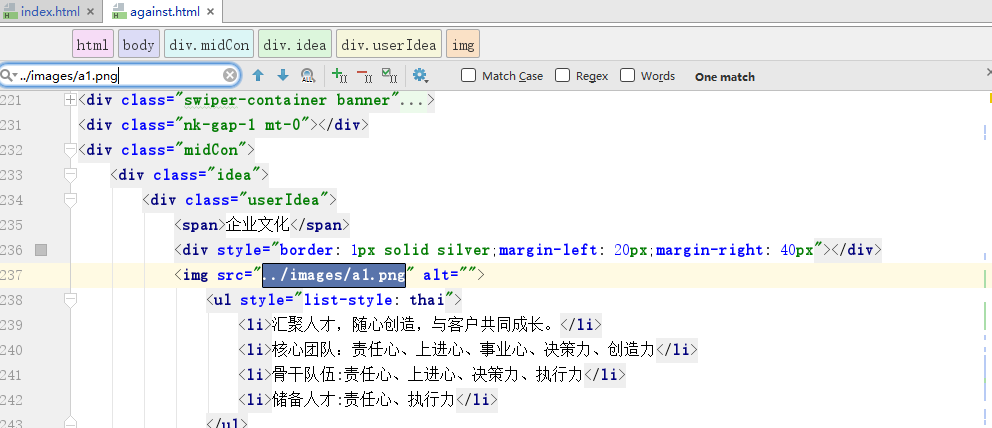 index.html against.html
html body div.midCon div.idea div.userIdea img
../images/a1.png Match Case Regex Words One match
221 <div class="swiper-container banner"...>
231 <div class="nk-gap-1 mt-0"></div>
232 <div class="midCon">
233 <div class="idea">
234 <div class="userIdea">
235 <span>企业文化</span>
236 <div style="border: 1px solid silver;margin-left: 20px;margin-right: 40px"></div>
237 <img src="../images/a1.png" alt="">
238 <ul style="list-style: thai">
239 <li>汇聚人才，随心创造，与客户共同成长。</li>
240 <li>核心团队：责任心、上进心、事业心、决策力、创造力</li>
241 <li>骨干队伍:责任心、上进心、决策力、执行力</li>
242 <li>储备人才:责任心、执行力</li>
243 </ul>